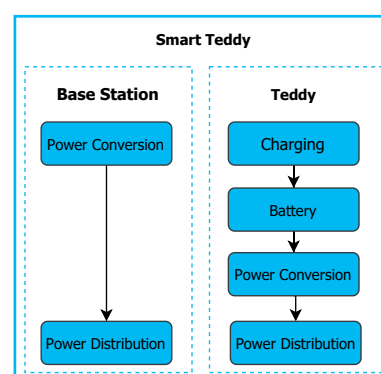 Smart Teddy
Base Station
Power Conversion
Power Distribution
Teddy
Charging
Battery
Power Conversion
Power Distribution